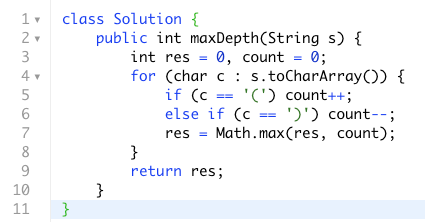 1 class Solution {
2     public int maxDepth(String s) {
3         int res = 0, count = 0;
4         for (char c : s.toCharArray()) {
5             if (c == '(') count++;
6             else if (c == ')') count--;
7             res = Math.max(res, count);
8         }
9         return res;
10     }
11 }